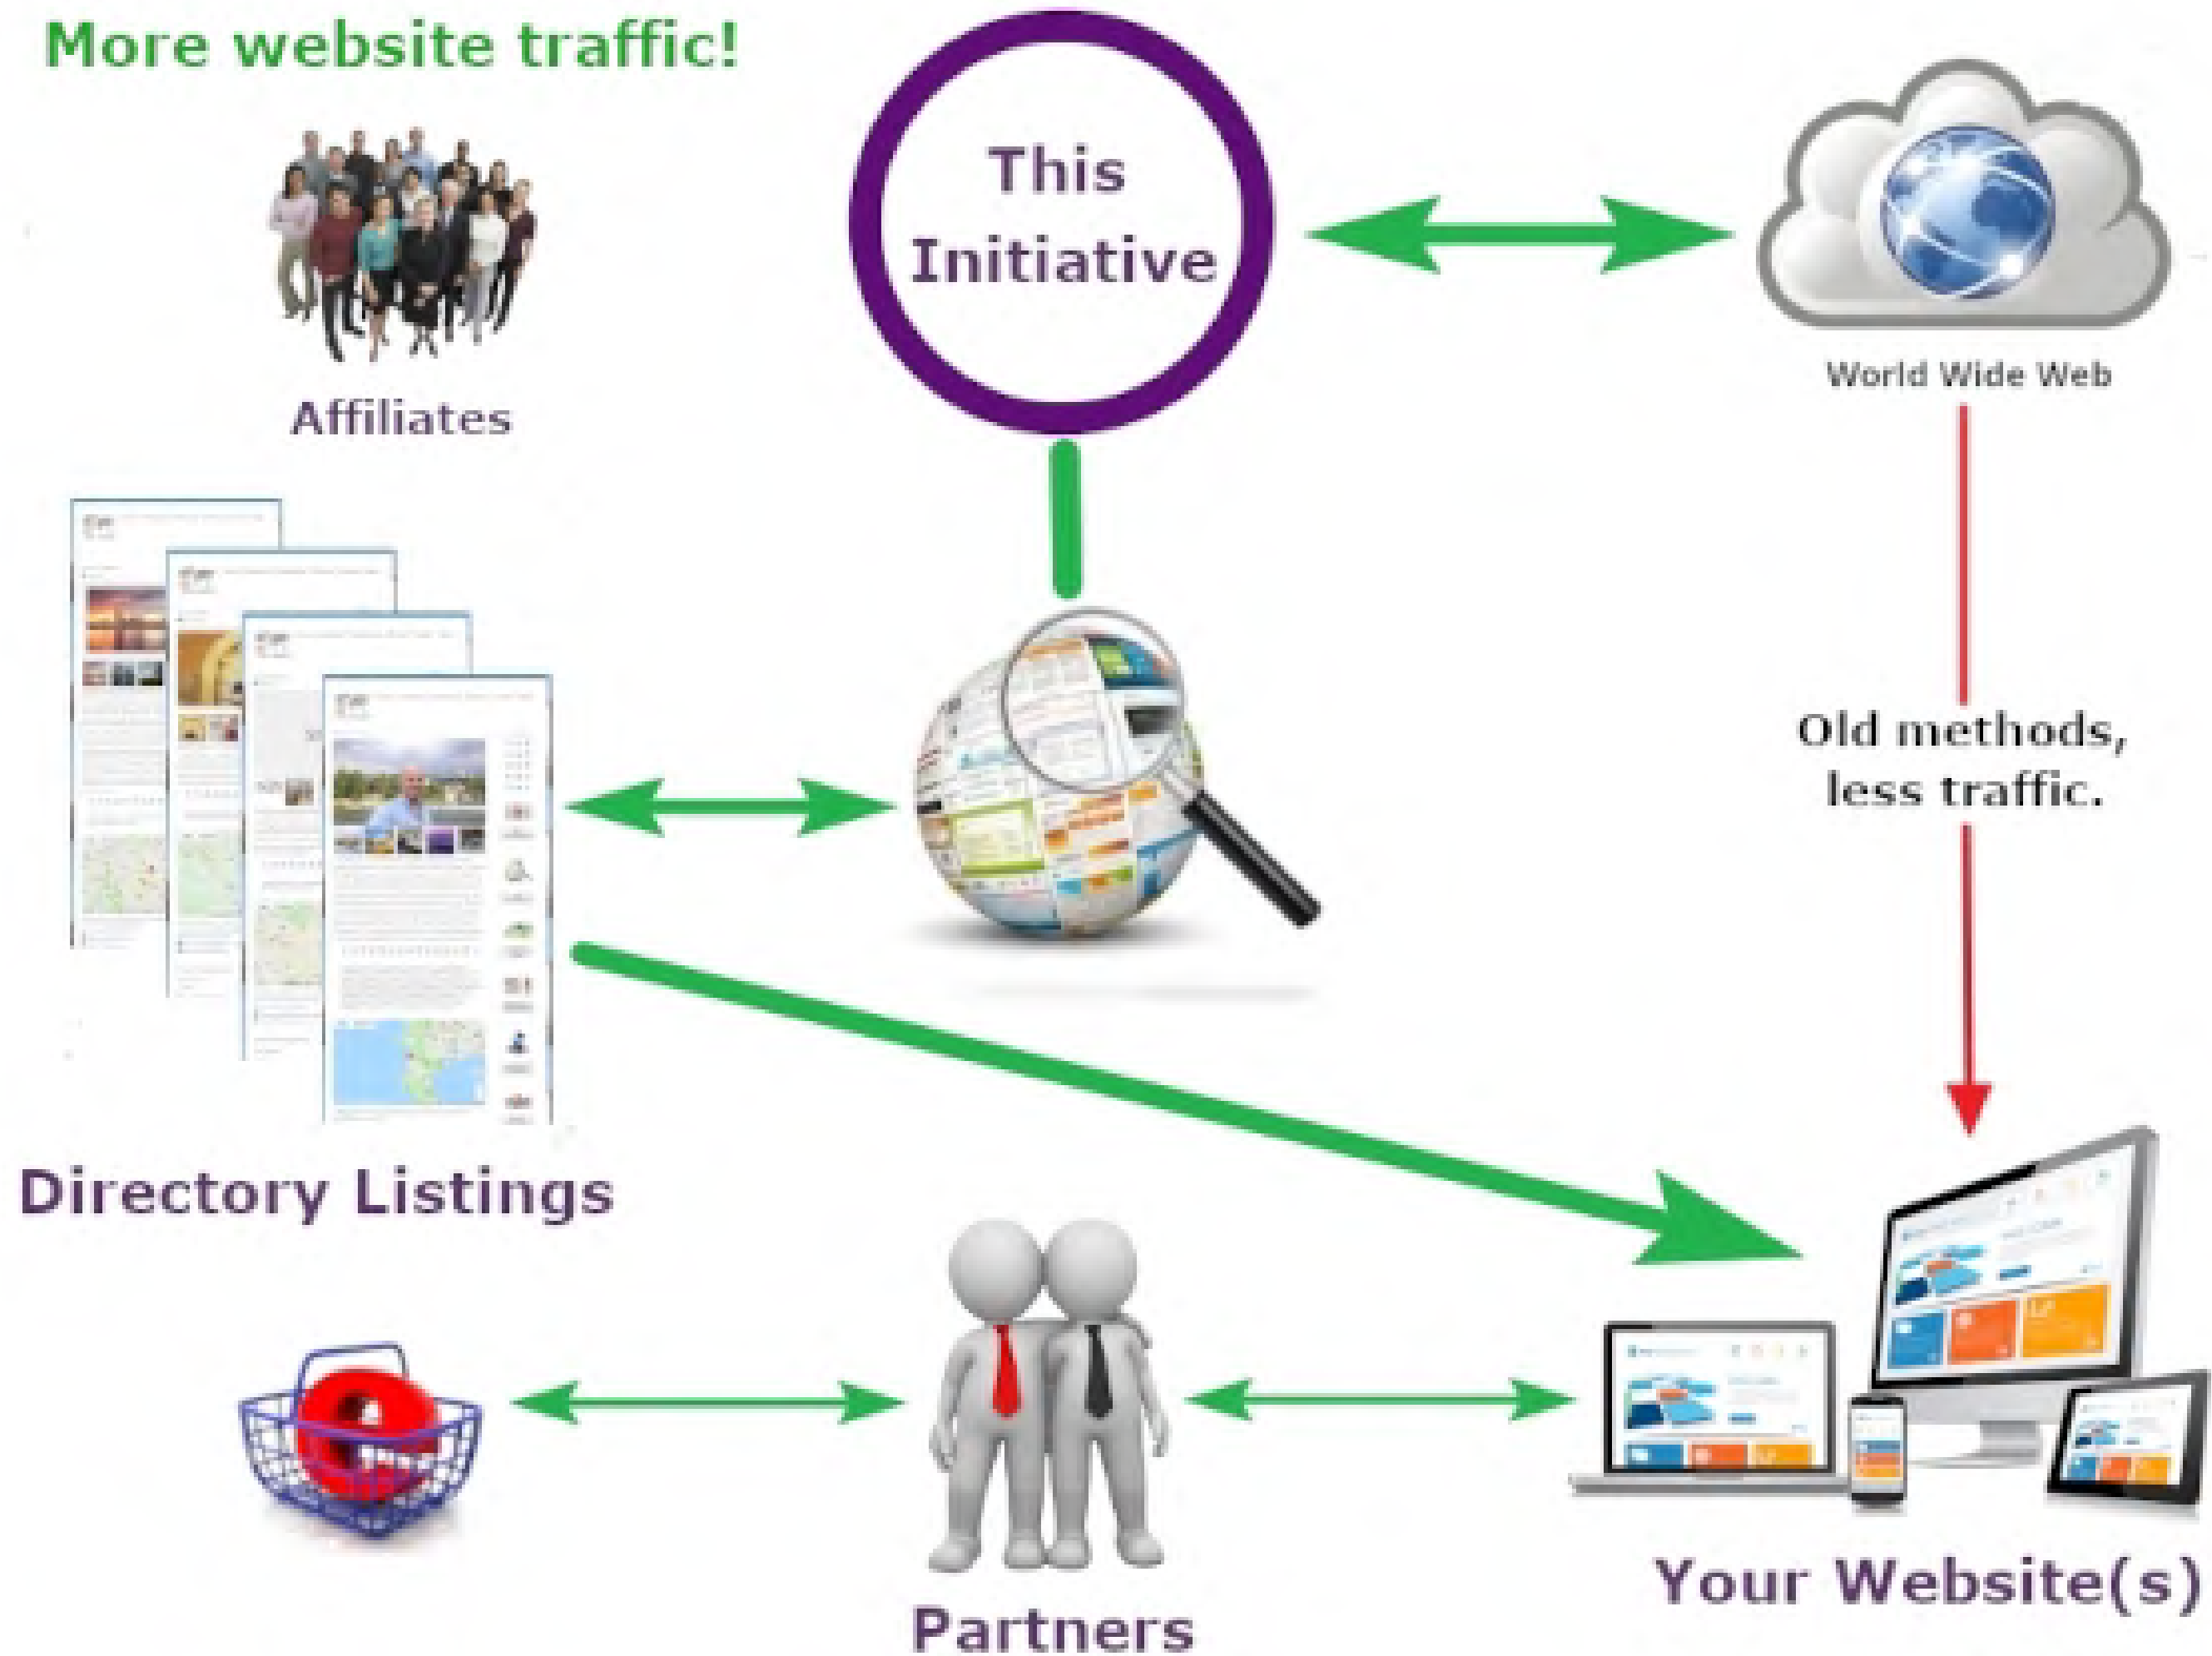 More website traffic!
This
Initiative
World Wide Web
Affiliates
Old methods,
less traffic.
Directory Listings
Your Website(s)
Partners